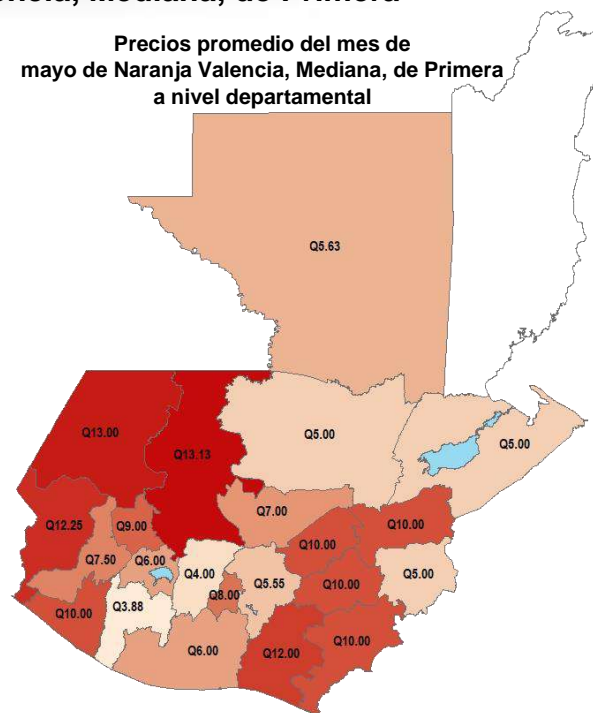 Precios promedio del mes de
mayo de Naranja Valencia, Mediana, de Primera
a nivel departamental
Q5.63
Q13.00
Q13.13
Q5.00
Q5.00
Q12.25
Q9.00
Q7.00
Q10.00
Q7.50
Q6.00
Q4.00
Q10.00
Q5.55
Q10.00
Q5.00
Q10.00
Q3.88
Q8.00
Q6.00
Q12.00
Q10.00